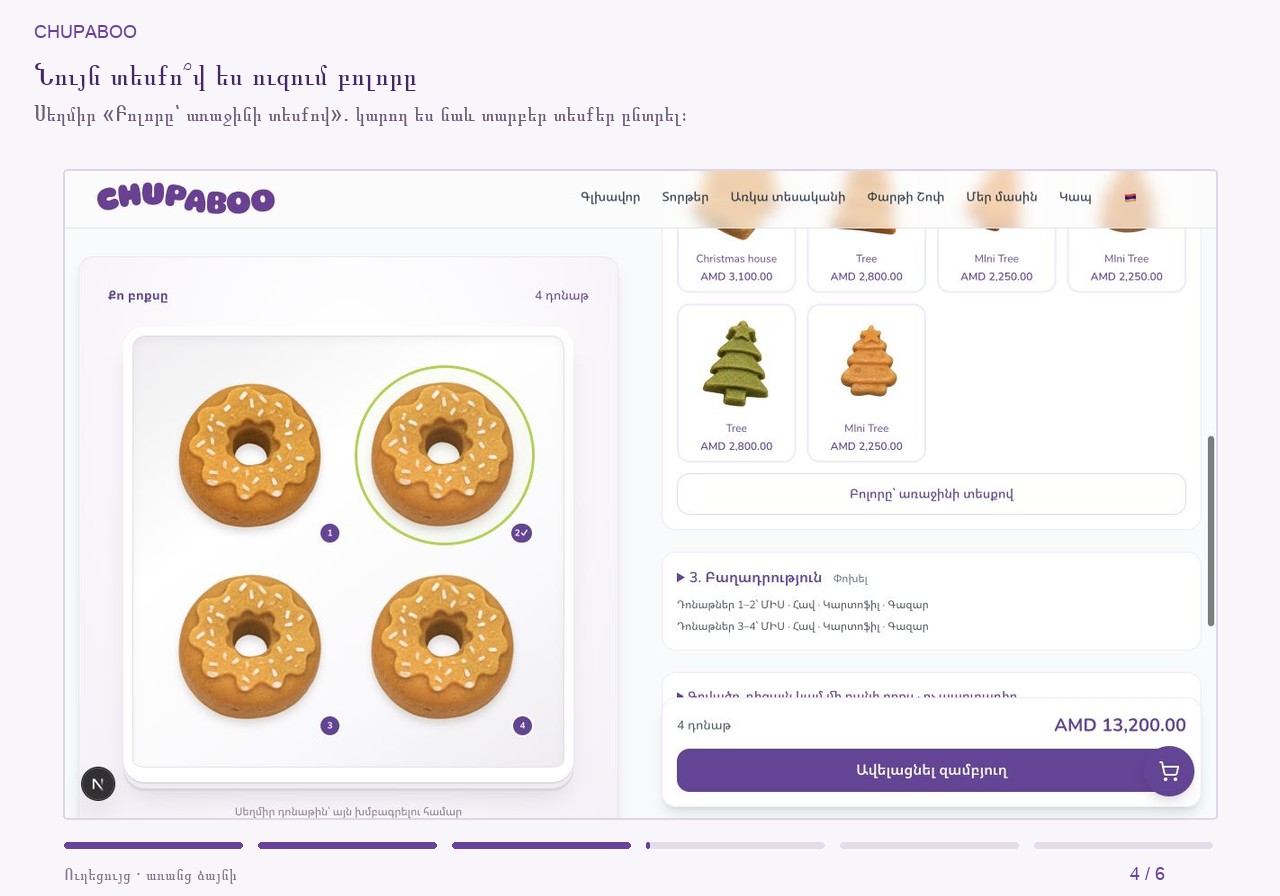 CHUPABOO
Նույն տեսքո՞վ ես ուզում բոլորը
Սեղմիր «Բոլորը՝ առաջինի տեսքով». կարող ես նաև տարբեր տեսքեր ընտրել:
CHUPABOO
Գլխավոր Տորթեր Առկա տեսականի Փարթի Շոփ Մեր մասին Կապ
Քո բոքսը
4 դոնաթ
1
2✓
3
4
Սեղմիր դոնաթին՝ այն խմբագրելու համար
N
Christmas house
AMD 3,100.00
Tree
AMD 2,800.00
MIni Tree
AMD 2,250.00
MIni Tree
AMD 2,250.00
Tree
AMD 2,800.00
MIni Tree
AMD 2,250.00
Բոլորը՝ առաջինի տեսքով
3. Բաղադրություն Փոխել
Դոնաթներ 1–2՝ ՄԻՍ · Հավ · Կարտոֆիլ · Գազար
Դոնաթներ 3–4՝ ՄԻՍ · Հավ · Կարտոֆիլ · Գազար
4 դոնաթ
AMD 13,200.00
Ավելացնել զամբյուղ
Ուղեցույց · առանց ձայնի
4 / 6